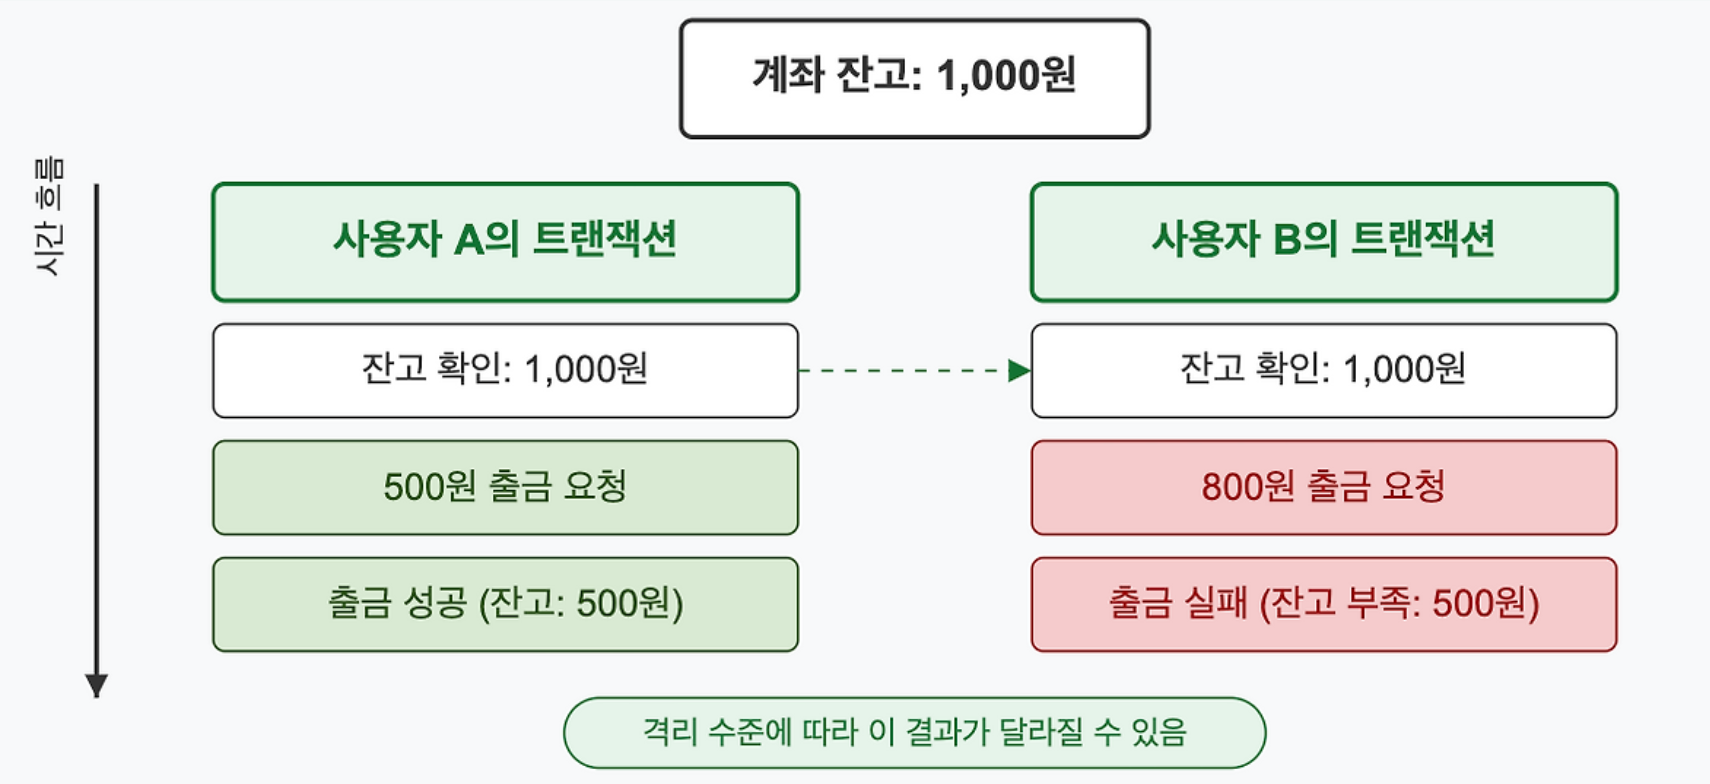 계좌 잔고: 1,000원
시간 흐름
사용자 A의 트랜잭션
사용자 B의 트랜잭션
잔고 확인: 1,000원
잔고 확인: 1,000원
500원 출금 요청
800원 출금 요청
출금 성공 (잔고: 500원)
출금 실패 (잔고 부족: 500원)
격리 수준에 따라 이 결과가 달라질 수 있음